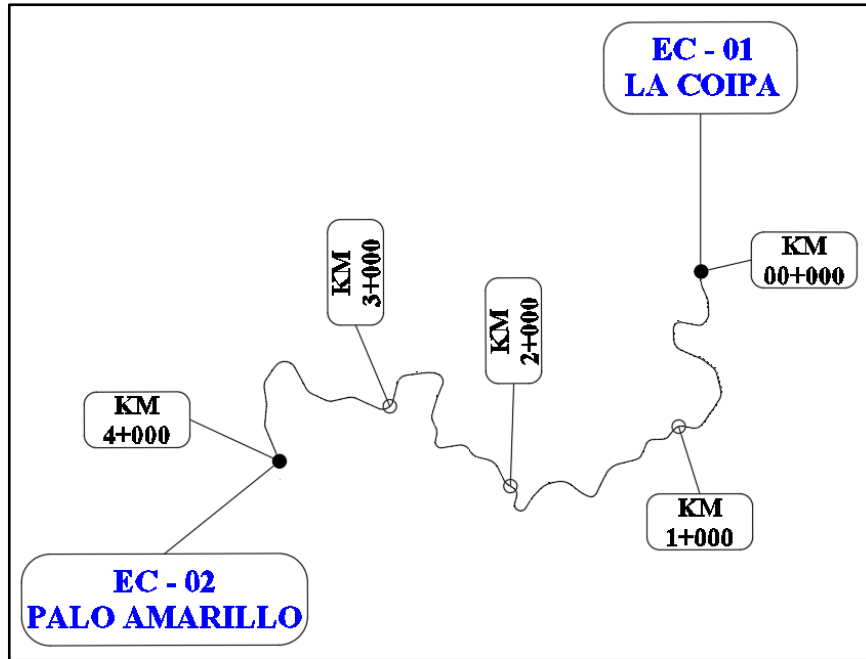 EC - 01
LA COIPA
KM
00+000
KM
3+000
KM
2+000
KM
4+000
KM
1+000
EC - 02
PALO AMARILLO